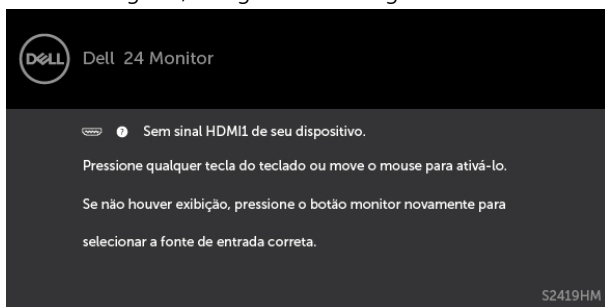 DELL
Dell 24 Monitor
Sem sinal HDMI1 de seu dispositivo.
Pressione qualquer tecla do teclado ou move o mouse para ativá-lo.
Se não houver exibição, pressione o botão monitor novamente para
selecionar a fonte de entrada correta.
S2419HM